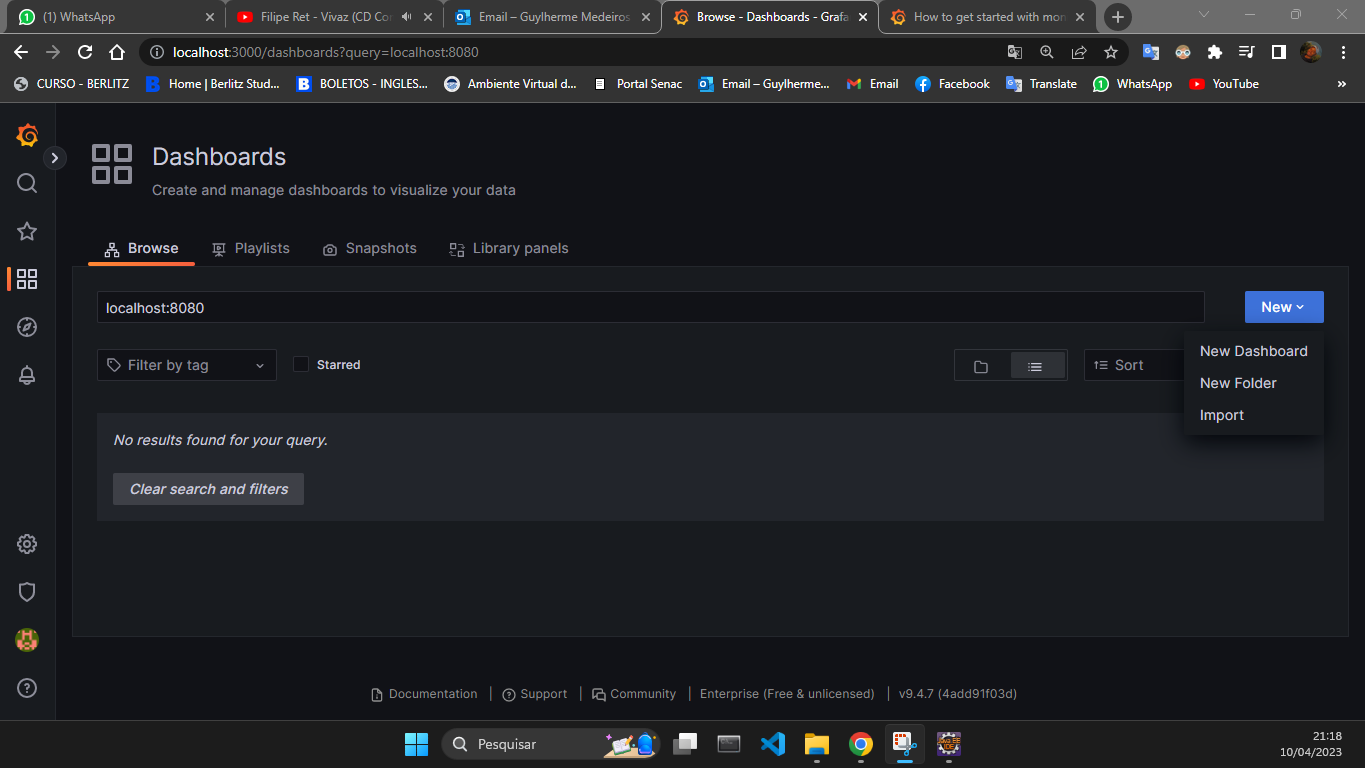 (1) WhatsApp
Filipe Ret - Vivaz (CD Co
Email – Guylherme Medeiros
Browse - Dashboards - Grafa
How to get started with mon
localhost:3000/dashboards?query=localhost:8080
CURSO - BERLITZ
Home | Berlitz Stud...
BOLETOS - INGLES...
Ambiente Virtual d...
Portal Senac
Email – Guylherme...
Email
Facebook
Translate
WhatsApp
YouTube
»
Dashboards
Create and manage dashboards to visualize your data
Browse
Playlists
Snapshots
Library panels
localhost:8080
New
Filter by tag
Starred
Sort
New Dashboard
New Folder
Import
No results found for your query.
Clear search and filters
Documentation | Support | Community | Enterprise (Free & unlicensed) | v9.4.7 (4add91f03d)
Pesquisar
Java EE
IDE
21:18
10/04/2023